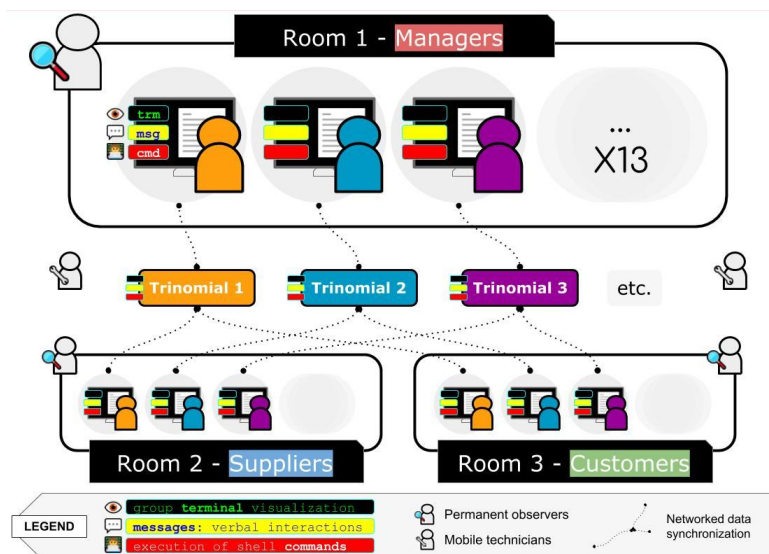 Room 1 - Managers
trm
msg
cmd
...
X13
Trinomial 1
Trinomial 2
Trinomial 3
etc.
Room 2 - Suppliers
Room 3 - Customers
LEGEND
group terminal visualization
messages: verbal interactions
execution of shell commands
Permanent observers
Mobile technicians
Networked data
synchronization